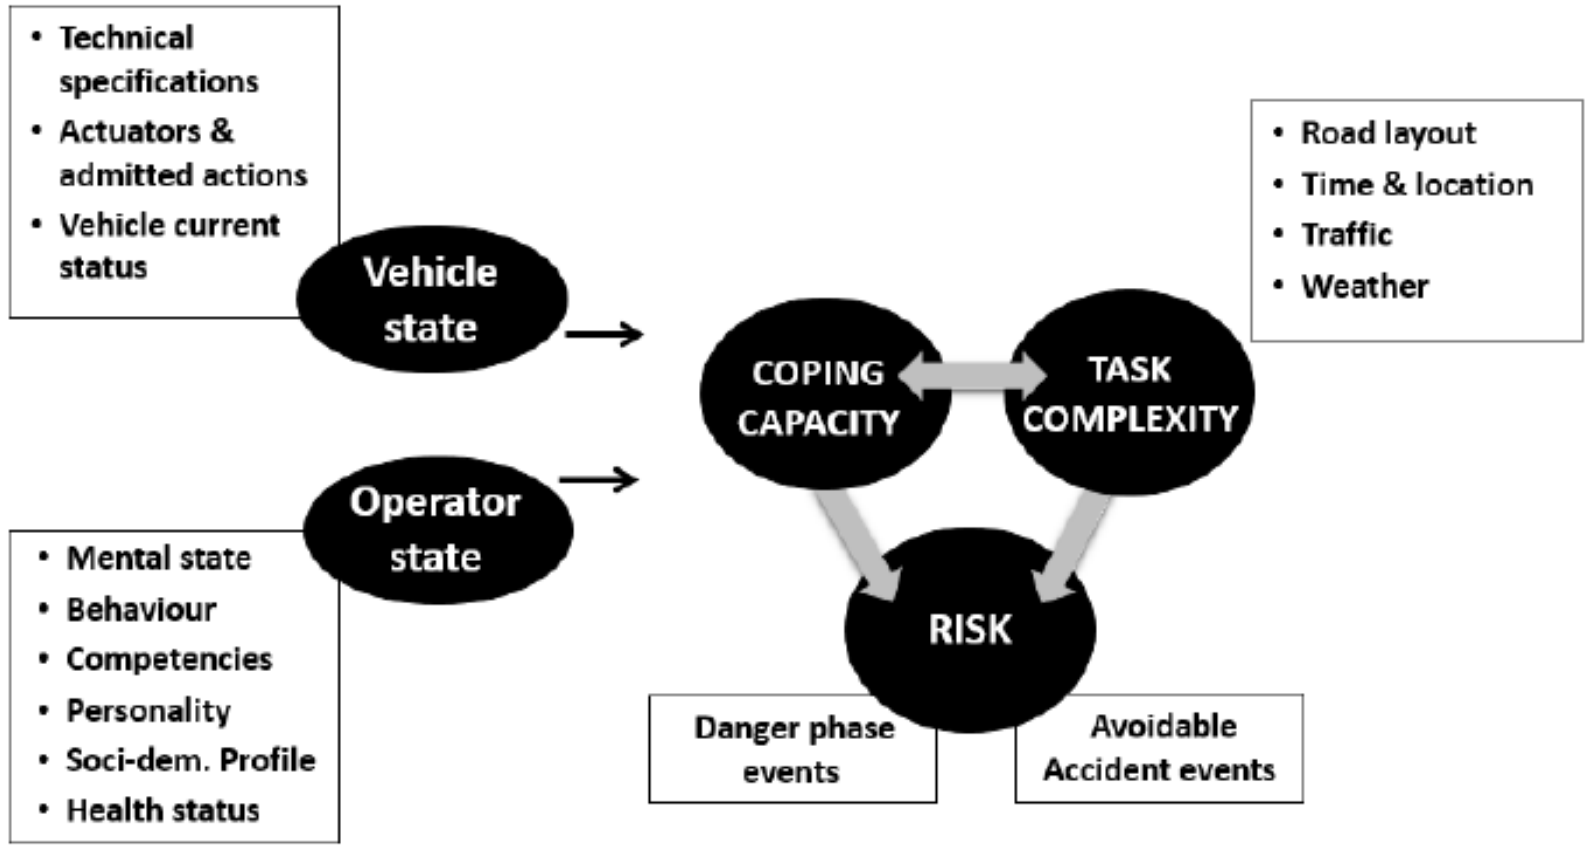 • Technical
specifications
• Actuators &
admitted actions
• Vehicle current
status
Vehicle
state
Operator
state
• Mental state
• Behaviour
• Competencies
• Personality
• Soci-dem. Profile
• Health status
COPING
CAPACITY
TASK
COMPLEXITY
• Road layout
• Time & location
• Traffic
• Weather
RISK
Danger phase
events
Avoidable
Accident events